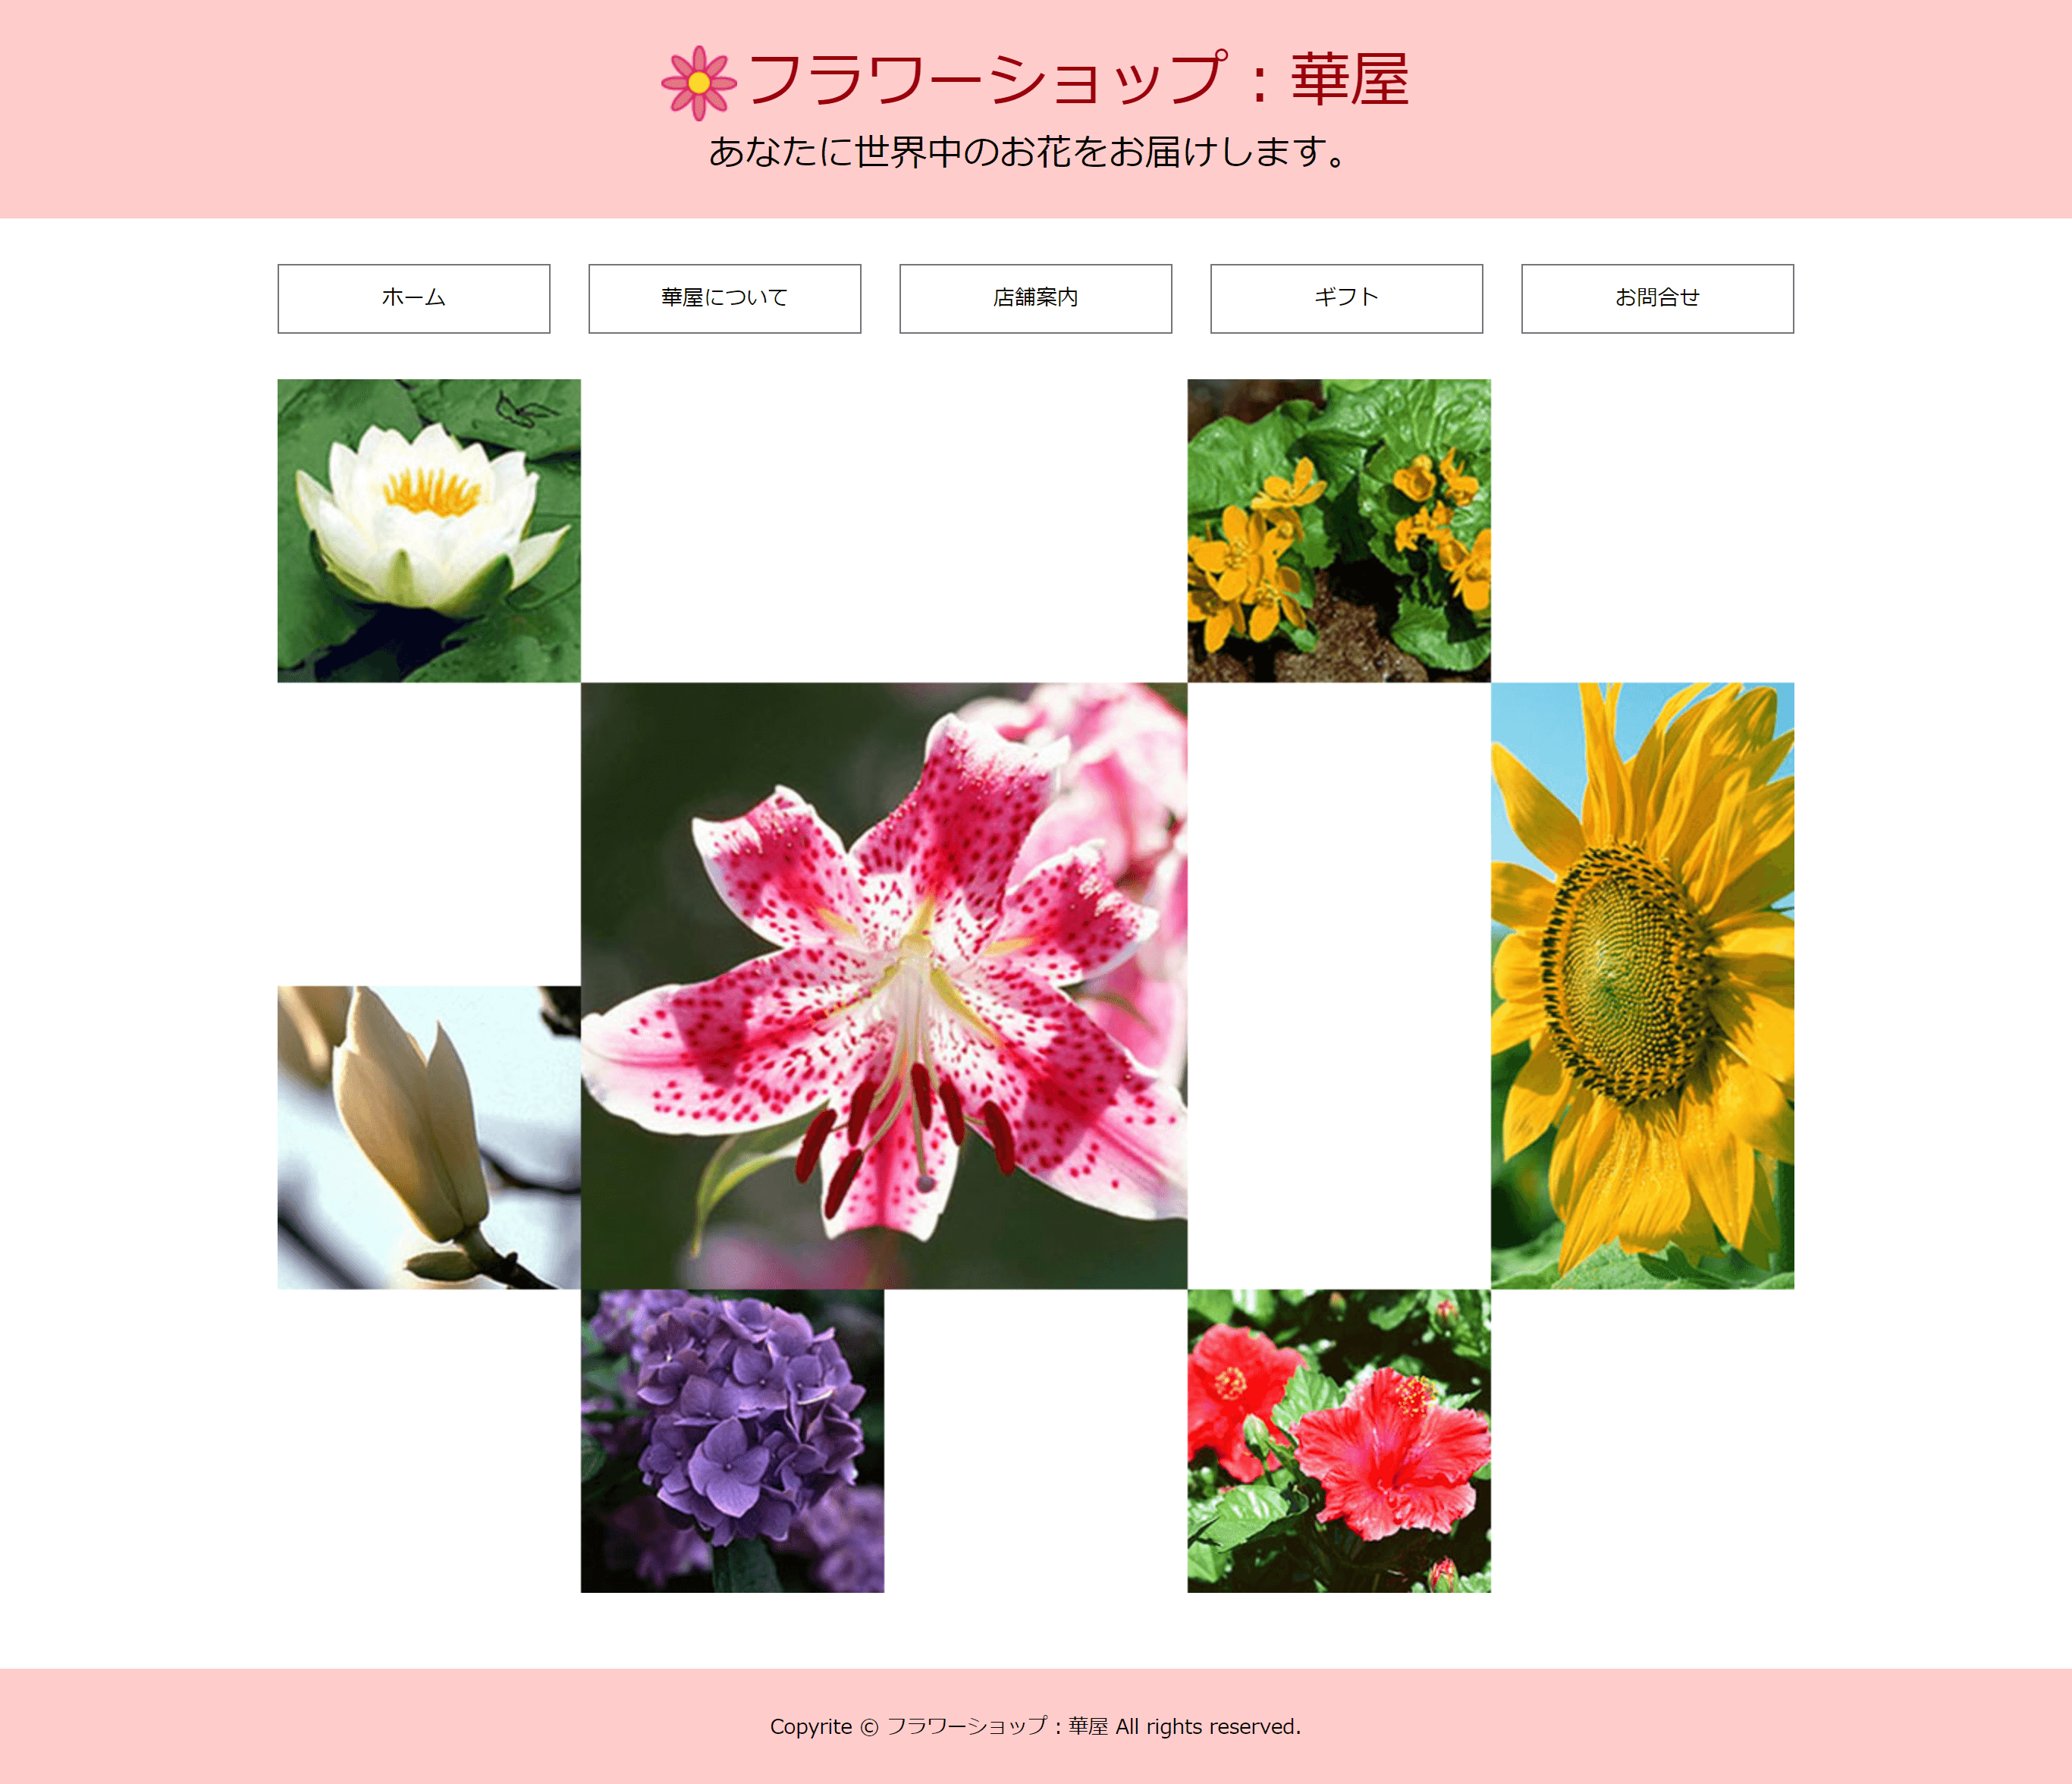 フラワーショップ：華屋
あなたに世界中のお花をお届けします。
ホーム
華屋について
店舗案内
ギフト
お問合せ
Copyrite © フラワーショップ：華屋 All rights reserved.